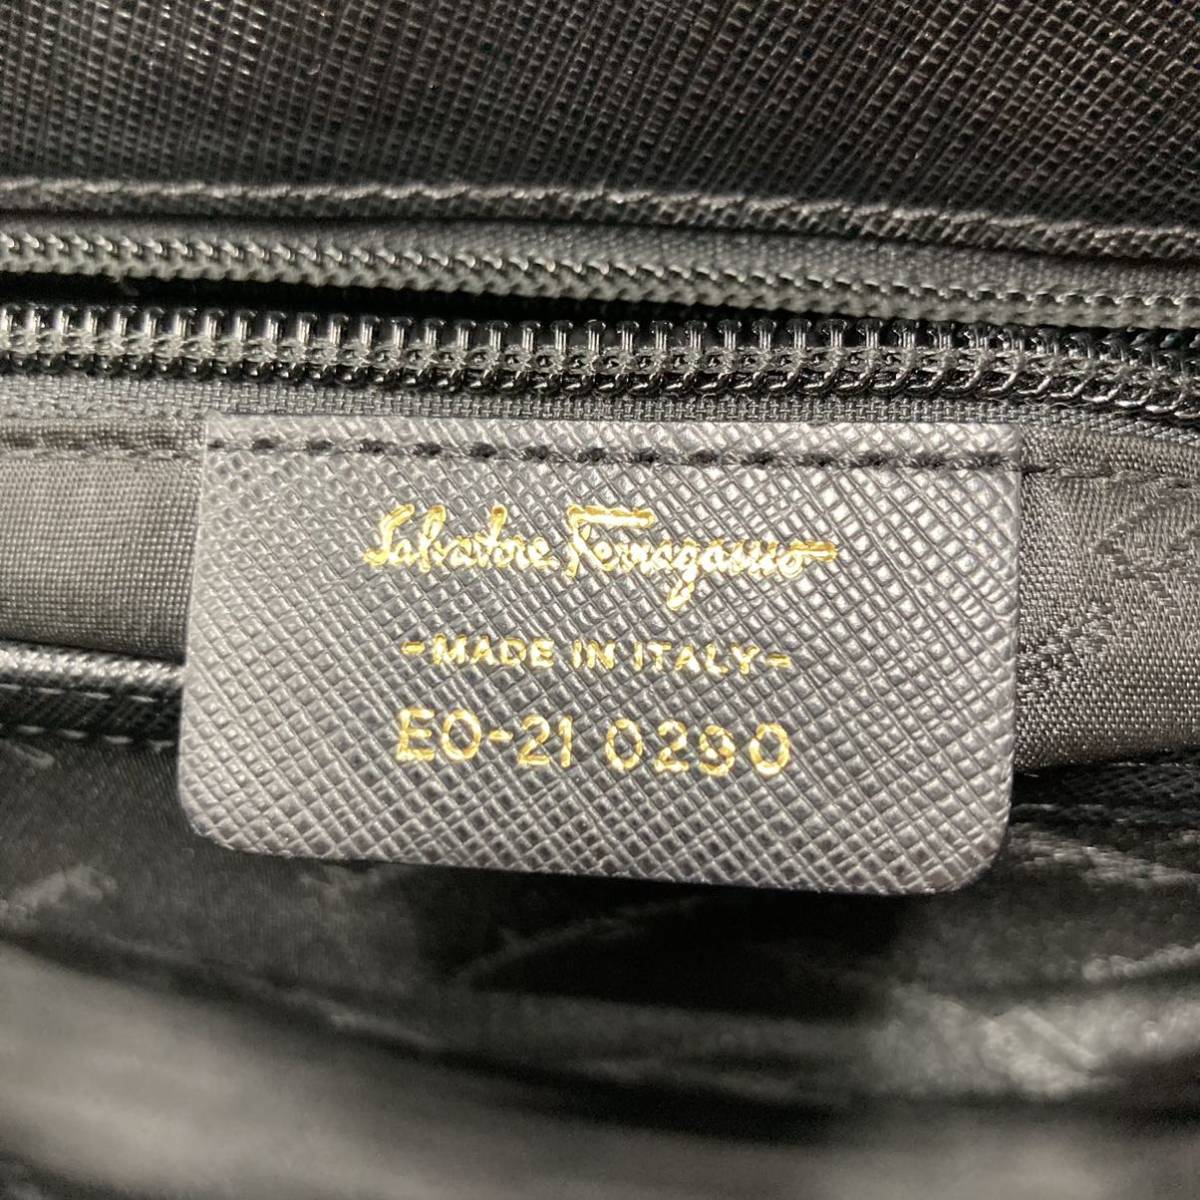 Salvatore Ferragamo
-MADE IN ITALY-
EO-21 0290